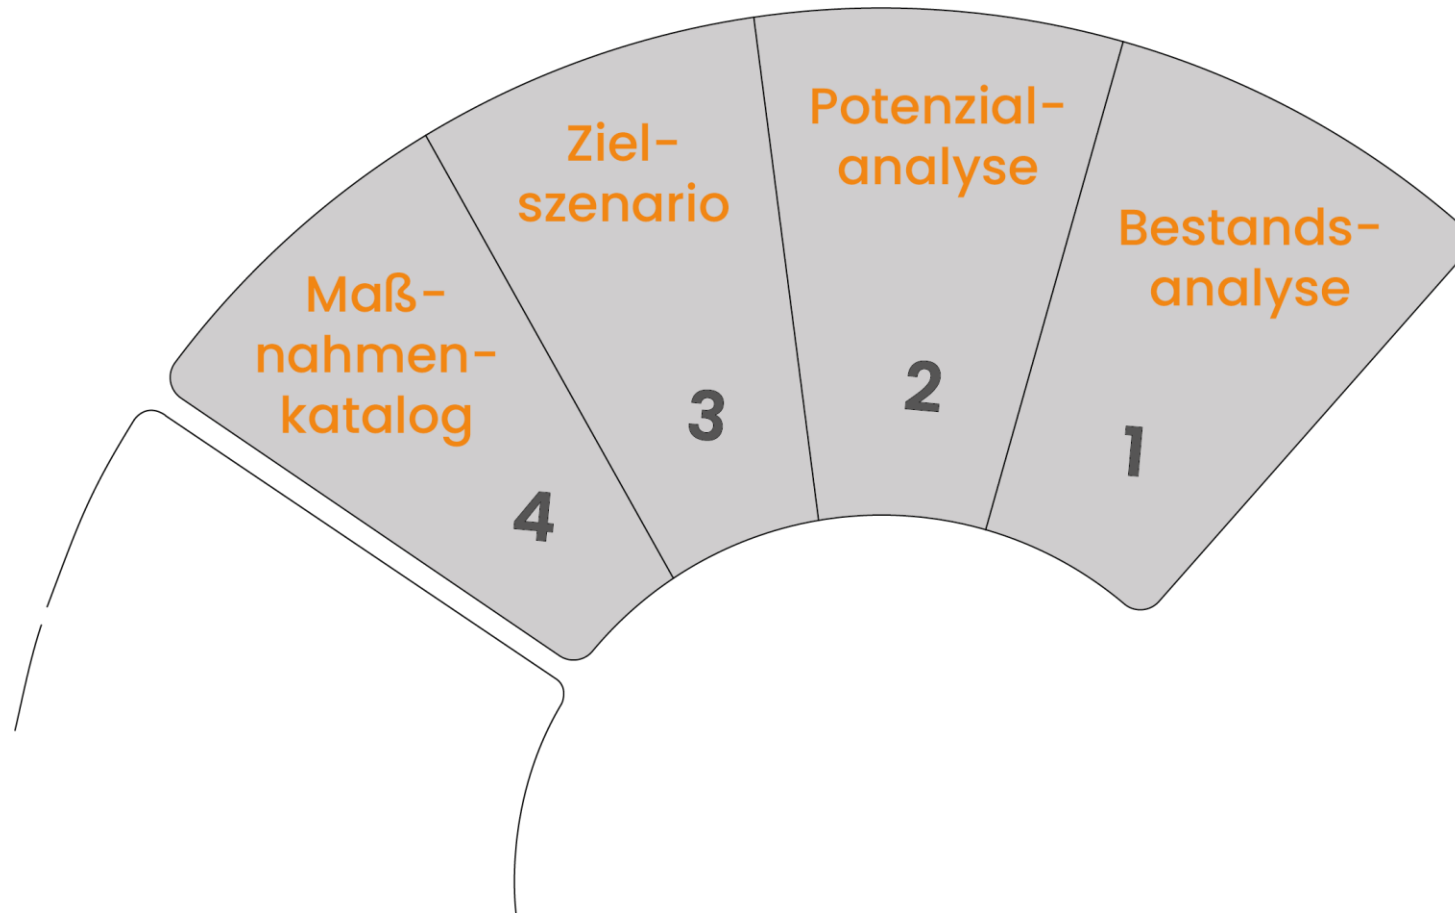 Maß-
nahmen-
katalog
4
Ziel-
szenario
3
Potenzial-
analyse
2
Bestands-
analyse
1